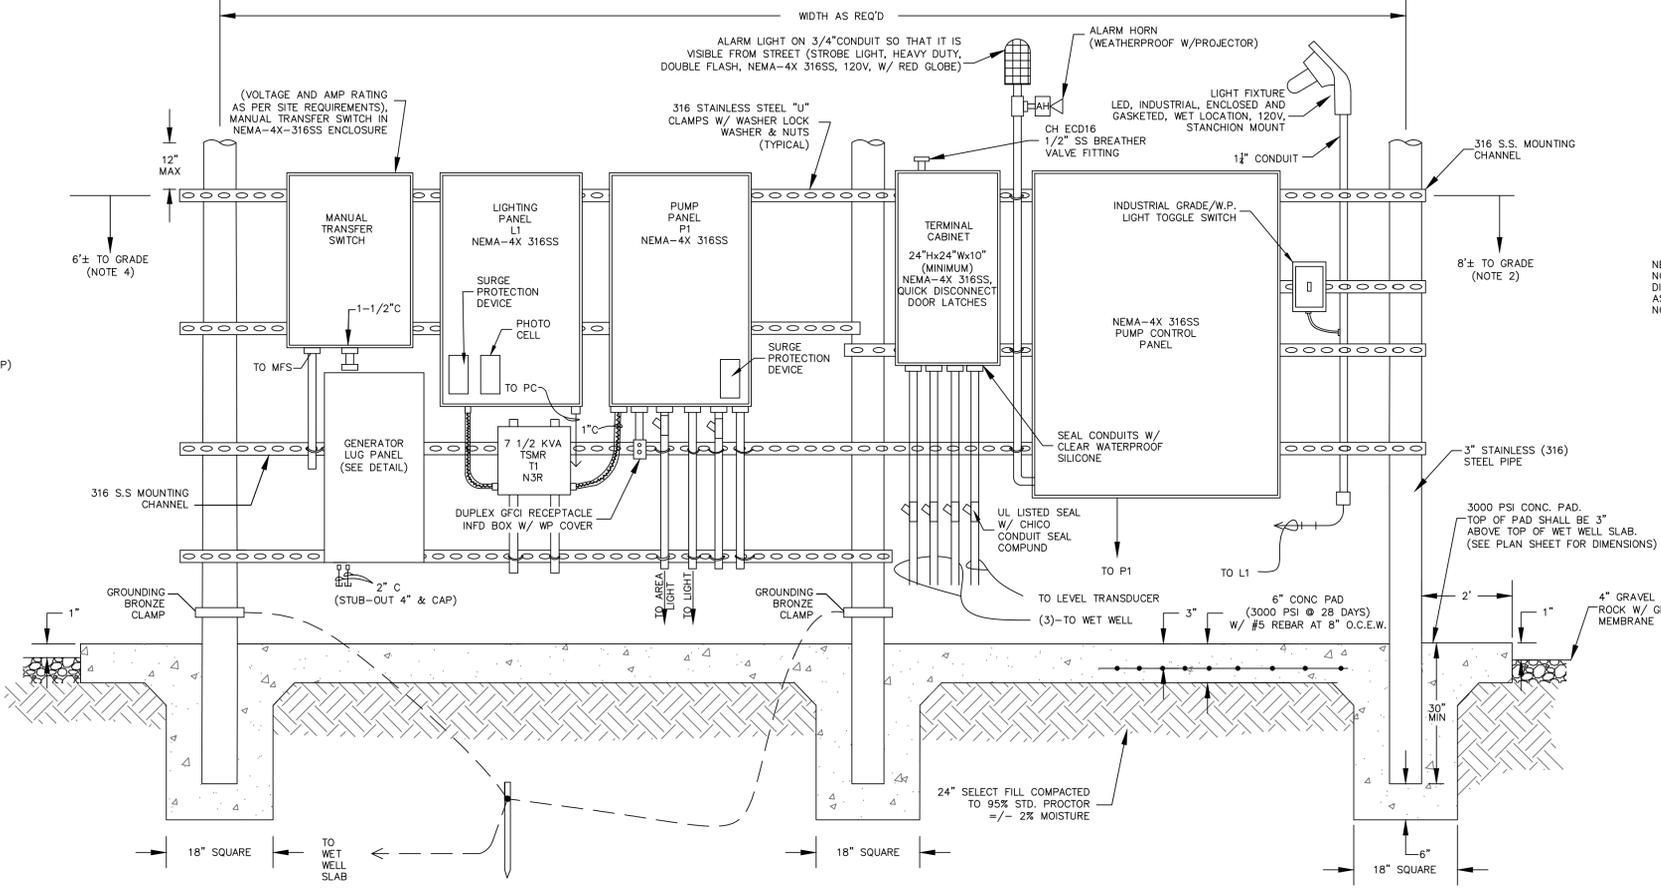 WIDTH AS REQ'D
ALARM LIGHT ON 3/4"CONDUIT SO THAT IT IS
VISIBLE FROM STREET (STROBE LIGHT, HEAVY DUTY,
DOUBLE FLASH, NEMA-4X 316SS, 120V, W/ RED GLOBE)
ALARM HORN
(WEATHERPROOF W/PROJECTOR)
AH
(VOLTAGE AND AMP RATING
AS PER SITE REQUIREMENTS),
MANUAL TRANSFER SWITCH IN
NEMA-4X-316SS ENCLOSURE
316 STAINLESS STEEL "U"
CLAMPS W/ WASHER LOCK
WASHER & NUTS
(TYPICAL)
LIGHT FIXTURE
LED, INDUSTRIAL, ENCLOSED AND
GASKETED, WET LOCATION, 120V,
STANCHION MOUNT
CH ECD16
1/2" SS BREATHER
VALVE FITTING
1¼" CONDUIT
316 S.S. MOUNTING
CHANNEL
12"
MAX
6'± TO GRADE
(NOTE 4)
MANUAL
TRANSFER
SWITCH
LIGHTING
PANEL
L1
NEMA-4X 316SS
PUMP
PANEL
P1
NEMA-4X 316SS
TERMINAL
CABINET
24"Hx24"Wx10"
(MINIMUM)
NEMA-4X 316SS,
QUICK DISCONNECT
DOOR LATCHES
INDUSTRIAL GRADE/W.P.
LIGHT TOGGLE SWITCH
8'± TO GRADE
(NOTE 2)
NE
NO
DI
AS
NO
SURGE
PROTECTION
DEVICE
PHOTO
CELL
1-1/2"C
NEMA-4X 316SS
PUMP CONTROL
PANEL
P)
TO MFS
TO PC
SURGE
PROTECTION
DEVICE
1"C
GENERATOR
LUG PANEL
(SEE DETAIL)
7 1/2 KVA
TSMR
T1
N3R
SEAL CONDUITS W/
CLEAR WATERPROOF
SILICONE
3" STAINLESS (316)
STEEL PIPE
316 S.S MOUNTING
CHANNEL
DUPLEX GFCI RECEPTACLE
INFD BOX W/ WP COVER
UL LISTED SEAL
W/ CHICO
CONDUIT SEAL
COMPUND
3000 PSI CONC. PAD.
TOP OF PAD SHALL BE 3"
ABOVE TOP OF WET WELL SLAB.
(SEE PLAN SHEET FOR DIMENSIONS)
TO P1
TO L1
2" C
(STUB-OUT 4" & CAP)
TO AREA
LIGHT
TO LIGHT
GROUNDING
BRONZE
CLAMP
GROUNDING
BRONZE
CLAMP
TO LEVEL TRANSDUCER
(3)-TO WET WELL
6" CONC PAD
(3000 PSI @ 28 DAYS)
W/ #5 REBAR AT 8" O.C.E.W.
3"
2'
1"
1"
4" GRAVEL
ROCK W/ G
MEMBRANE
30"
MIN
24" SELECT FILL COMPACTED
TO 95% STD. PROCTOR
=/- 2% MOISTURE
18" SQUARE
TO
WET
WELL
SLAB
18" SQUARE
6"
18" SQUARE